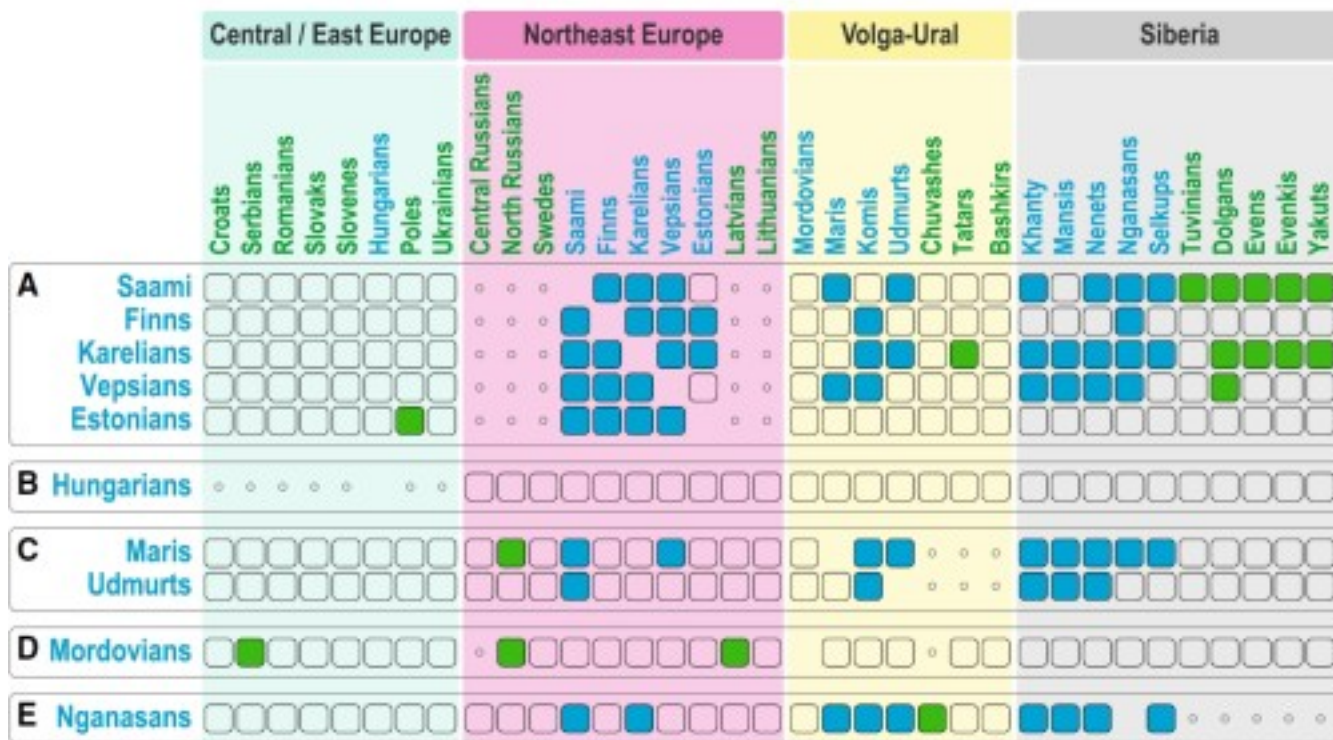 Central / East Europe Northeast Europe Volga-Ural Siberia
Croats Serbians Romanians Slovaks Slovenes Hungarians Poles Ukrainians Central Russians North Russians Swedes Saami Finns Karelians Vepsians Estonians Latvians Lithuanians Mordovians Maris Komis Udmurts Chuvashes Tatars Bashkirs Khanty Mansis Nenets Nganasans Selkups Tuvinians Dolgans Evens Evenkis Yakuts
A Saami
Finns
Karelians
Vepsians
Estonians
B Hungarians
C Maris
Udmurts
D Mordovians
E Nganasans